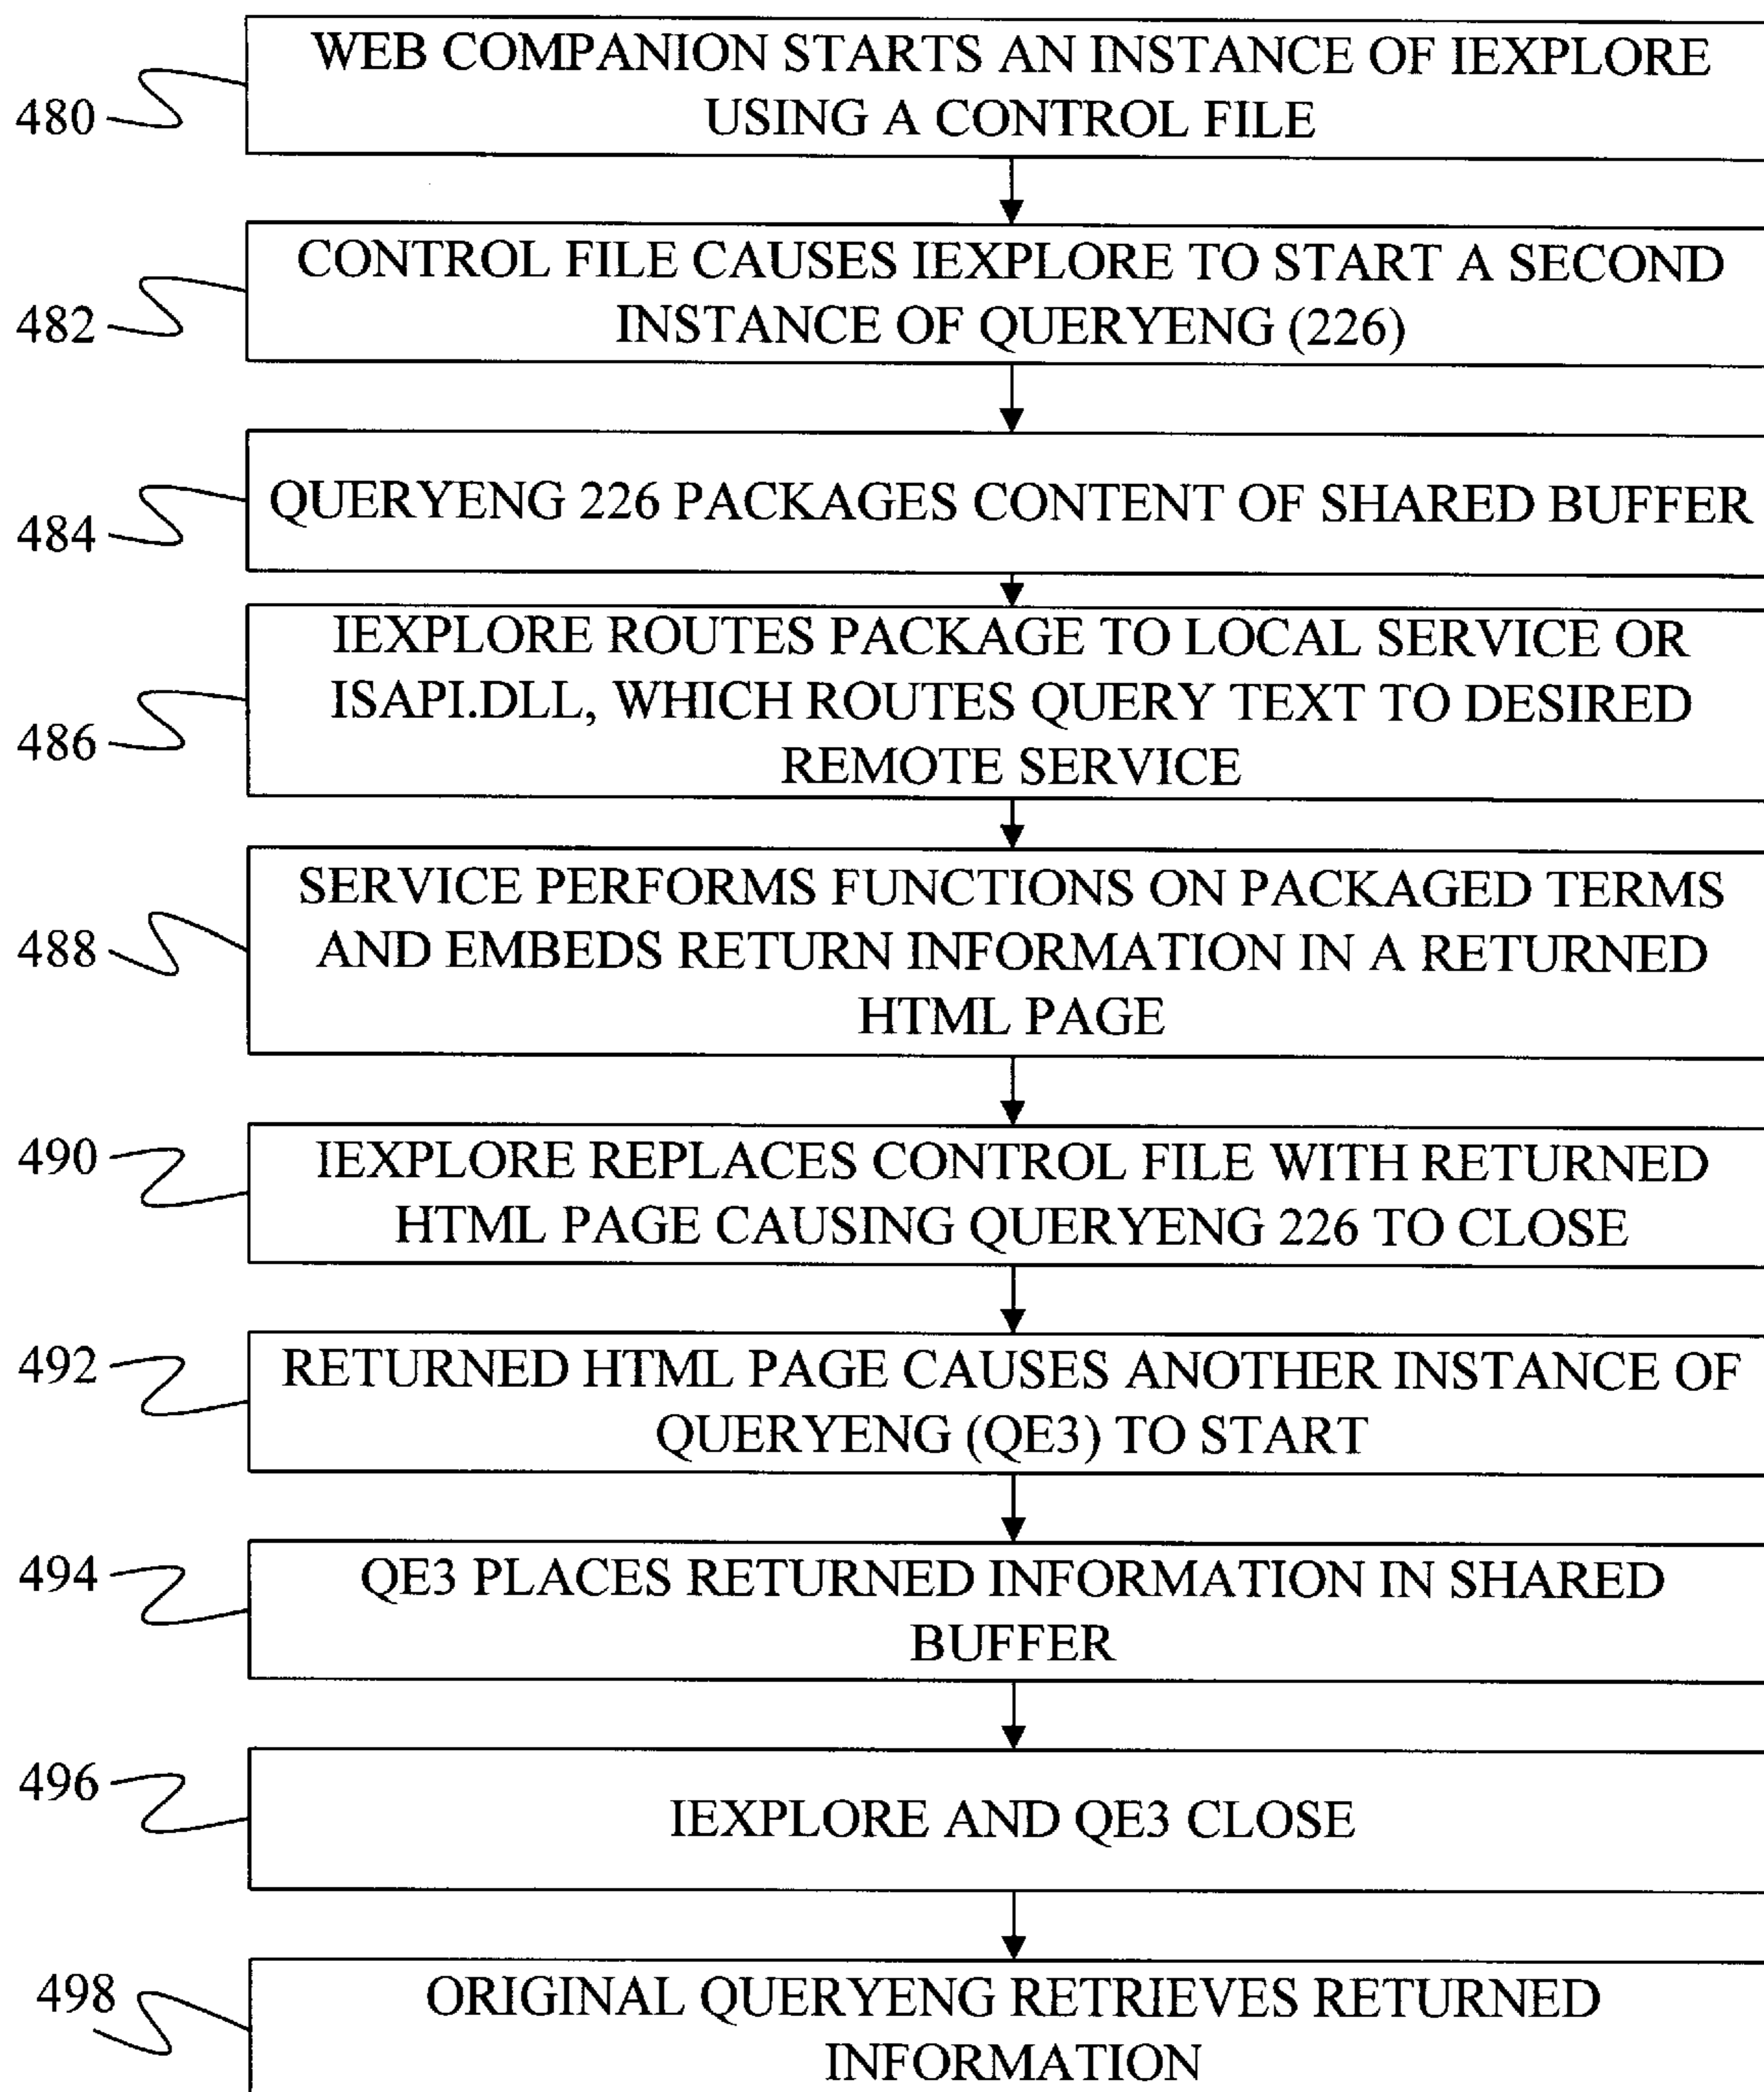 WEB COMPANION STARTS AN INSTANCE OF IEXPLORE
USING A CONTROL FILE
480
CONTROL FILE CAUSES IEXPLORE TO START A SECOND
INSTANCE OF QUERYENG (226)
482
QUERYENG 226 PACKAGES CONTENT OF SHARED BUFFER
484
IEXPLORE ROUTES PACKAGE TO LOCAL SERVICE OR
ISAPI.DLL, WHICH ROUTES QUERY TEXT TO DESIRED
REMOTE SERVICE
486
SERVICE PERFORMS FUNCTIONS ON PACKAGED TERMS
AND EMBEDS RETURN INFORMATION IN A RETURNED
HTML PAGE
488
490
IEXPLORE REPLACES CONTROL FILE WITH RETURNED
HTML PAGE CAUSING QUERYENG 226 TO CLOSE
492
RETURNED HTML PAGE CAUSES ANOTHER INSTANCE OF
QUERYENG (QE3) TO START
494
QE3 PLACES RETURNED INFORMATION IN SHARED
BUFFER
496
IEXPLORE AND QE3 CLOSE
498
ORIGINAL QUERYENG RETRIEVES RETURNED
INFORMATION